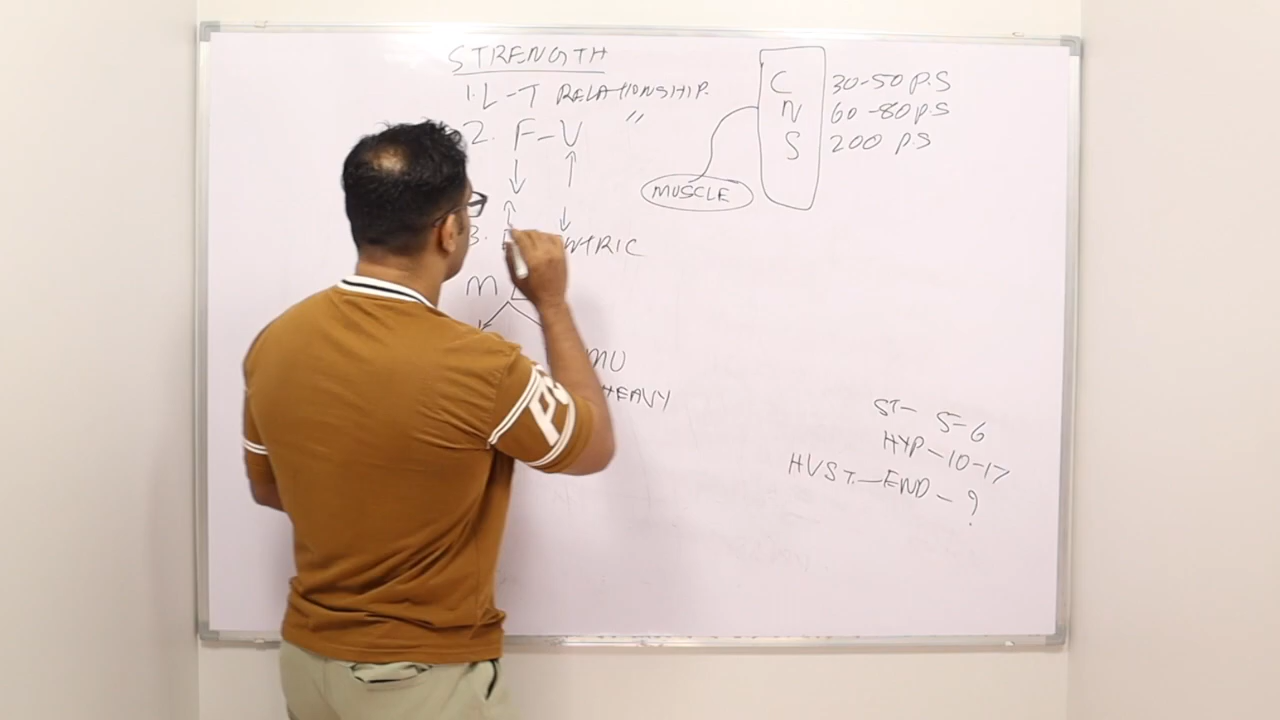 STRENGTH
1. L-T RELATIONSHIP.
2. F-V "
3. NTRIC
M
MU
HEAVY
C 30-50 P.S
N 60-80 P.S
S 200 P.S
MUSCLE
ST- 5-6
HYP-10-17
HVST.-END-?